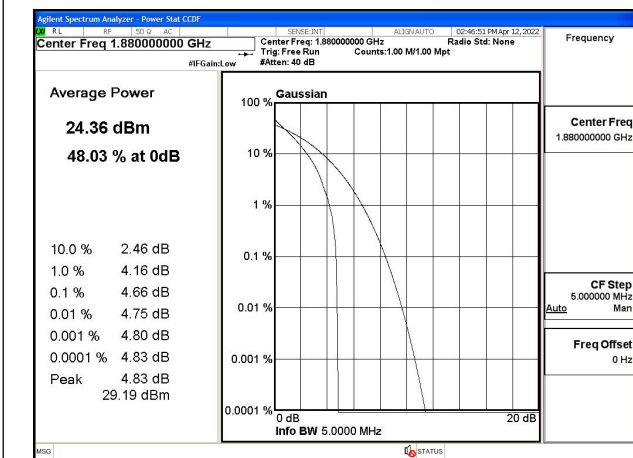 Agilent Spectrum Analyzer - Power Stat CCDF
RL RF 50 Ω AC SENSE:INT ALIGN AUTO 02:46:51 PM Apr 12, 2022
Center Freq 1.880000000 GHz
Center Freq: 1.880000000 GHz Radio Std: None
Trig: Free Run Counts:1.00 M/1.00 Mpt
#IFGain:Low #Atten: 40 dB
Frequency
Average Power
24.36 dBm
48.03 % at 0dB
10.0 % 2.46 dB
1.0 % 4.16 dB
0.1 % 4.66 dB
0.01 % 4.75 dB
0.001 % 4.80 dB
0.0001 % 4.83 dB
Peak 4.83 dB
29.19 dBm
Gaussian
100 %
10 %
1 %
0.1 %
0.01 %
0.001 %
0.0001 %
0 dB 20 dB
Info BW 5.0000 MHz
Center Freq
1.880000000 GHz
CF Step
5.000000 MHz
Auto Man
Freq Offset
0 Hz
MSG STATUS